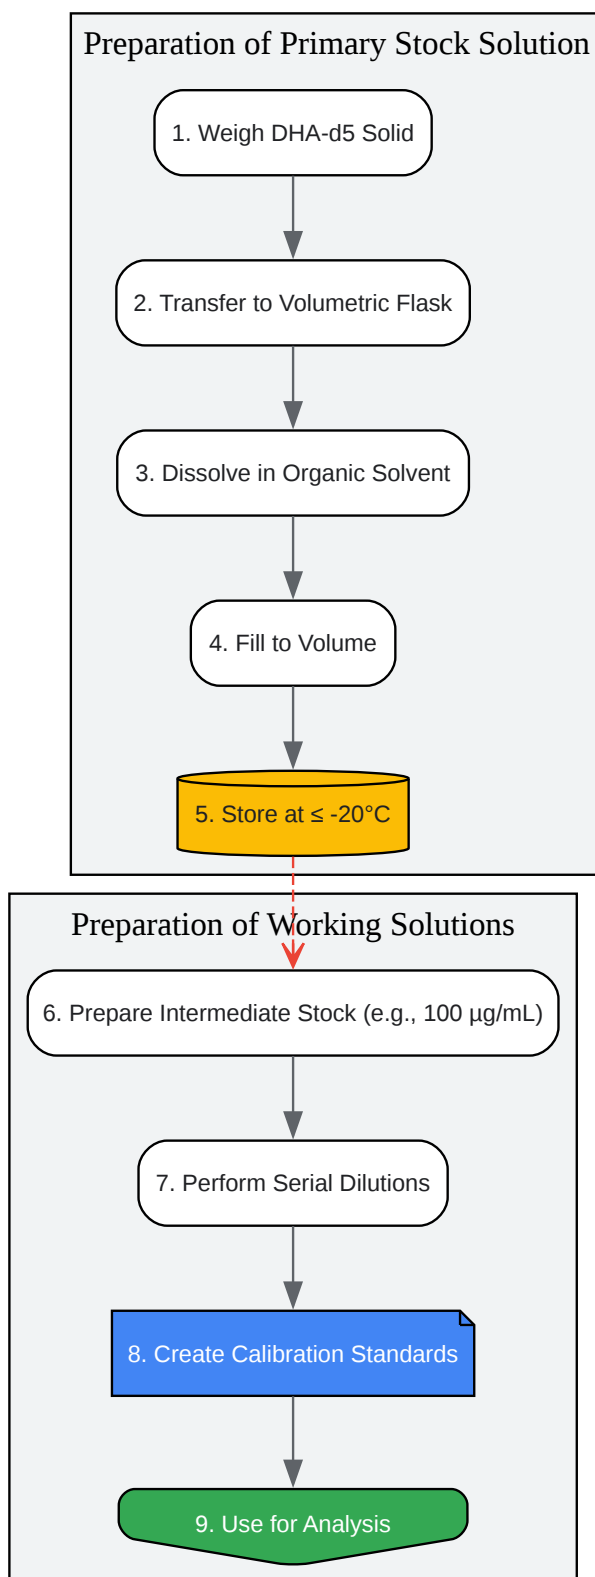 Preparation of Primary Stock Solution
1. Weigh DHA-d5 Solid
2. Transfer to Volumetric Flask
3. Dissolve in Organic Solvent
4. Fill to Volume
5. Store at ≤ -20°C
Preparation of Working Solutions
6. Prepare Intermediate Stock (e.g., 100 µg/mL)
7. Perform Serial Dilutions
8. Create Calibration Standards
9. Use for Analysis